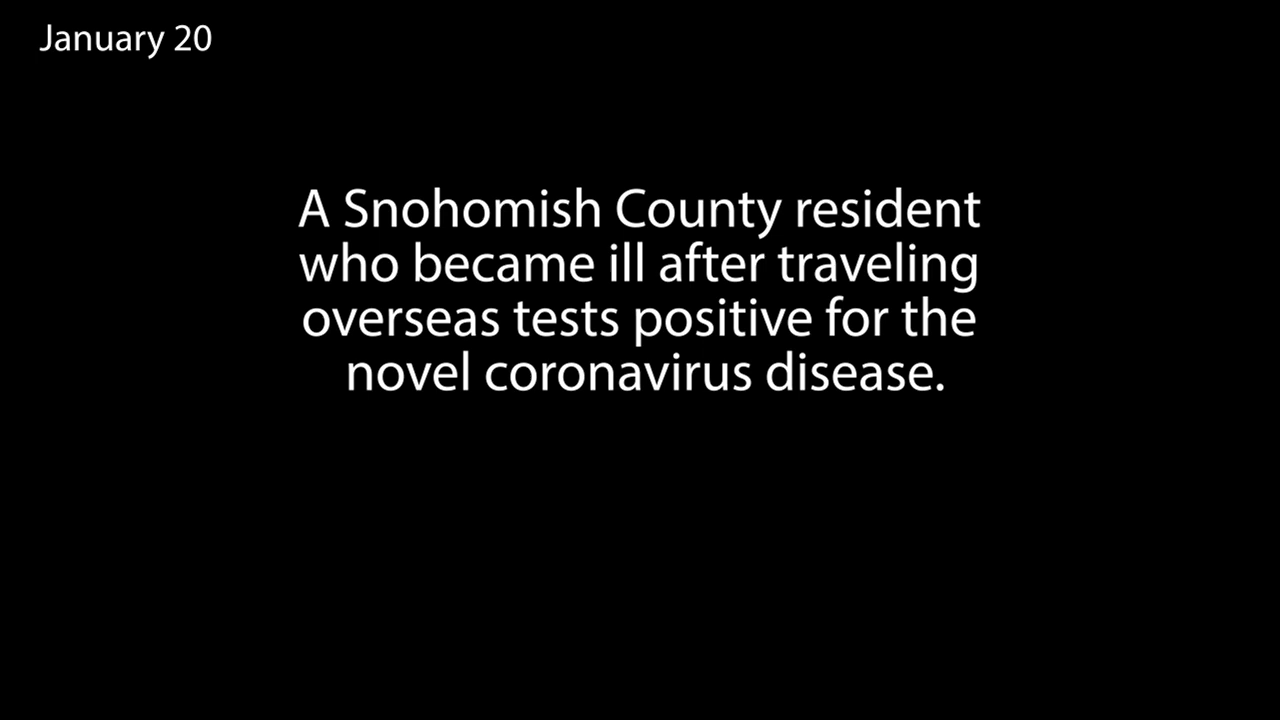 January 20
A Snohomish County resident
who became ill after traveling
overseas tests positive for the
novel coronavirus disease.